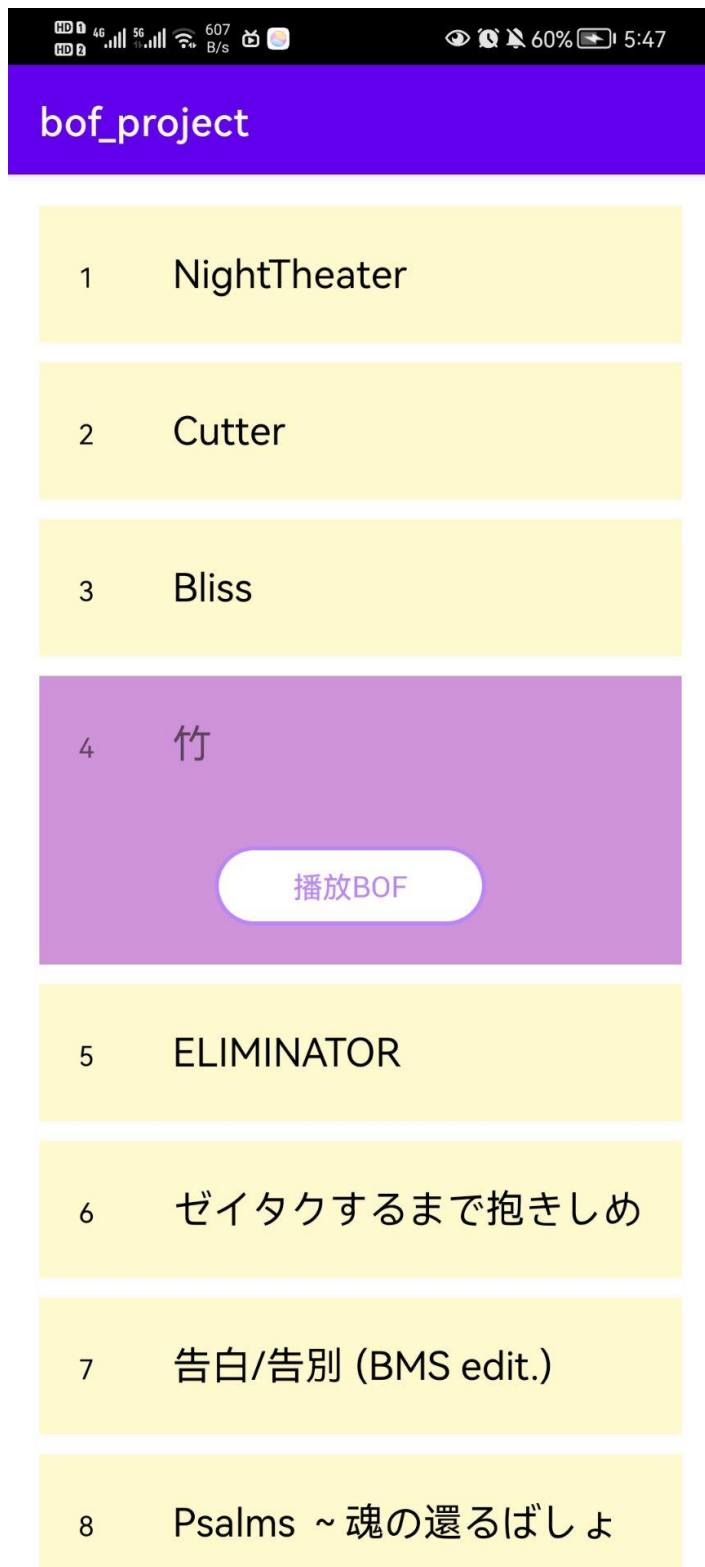 HD 1 4G 5G 607 B/s 60% 5:47
HD 2
bof_project
1 NightTheater
2 Cutter
3 Bliss
4 竹
播放BOF
5 ELIMINATOR
6 ゼイタクするまで抱きしめ
7 告白/告別 (BMS edit.)
8 Psalms ~魂の還るばしょ